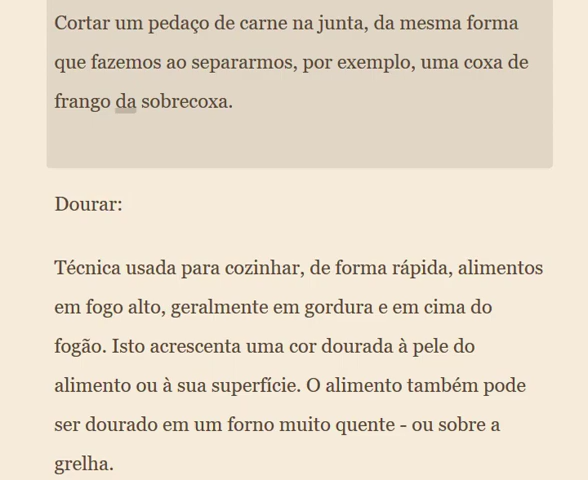 Cortar um pedaço de carne na junta, da mesma forma
que fazemos ao separarmos, por exemplo, uma coxa de
frango da sobrecoxa.
Dourar:
Técnica usada para cozinhar, de forma rápida, alimentos
em fogo alto, geralmente em gordura e em cima do
fogão. Isto acrescenta uma cor dourada à pele do
alimento ou à sua superfície. O alimento também pode
ser dourado em um forno muito quente - ou sobre a
grelha.